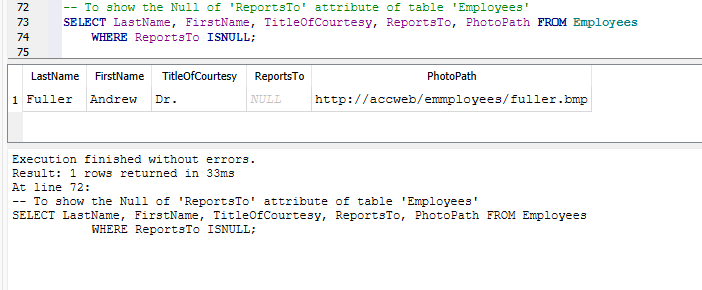 72 -- To show the Null of 'ReportsTo' attribute of table 'Employees'
73 SELECT LastName, FirstName, TitleOfCourtesy, ReportsTo, PhotoPath FROM Employees
74 WHERE ReportsTo ISNULL;
75
LastName FirstName TitleOfCourtesy ReportsTo PhotoPath
1 Fuller Andrew Dr. NULL http://accweb/emmployees/fuller.bmp
Execution finished without errors.
Result: 1 rows returned in 33ms
At line 72:
-- To show the Null of 'ReportsTo' attribute of table 'Employees'
SELECT LastName, FirstName, TitleOfCourtesy, ReportsTo, PhotoPath FROM Employees
WHERE ReportsTo ISNULL;